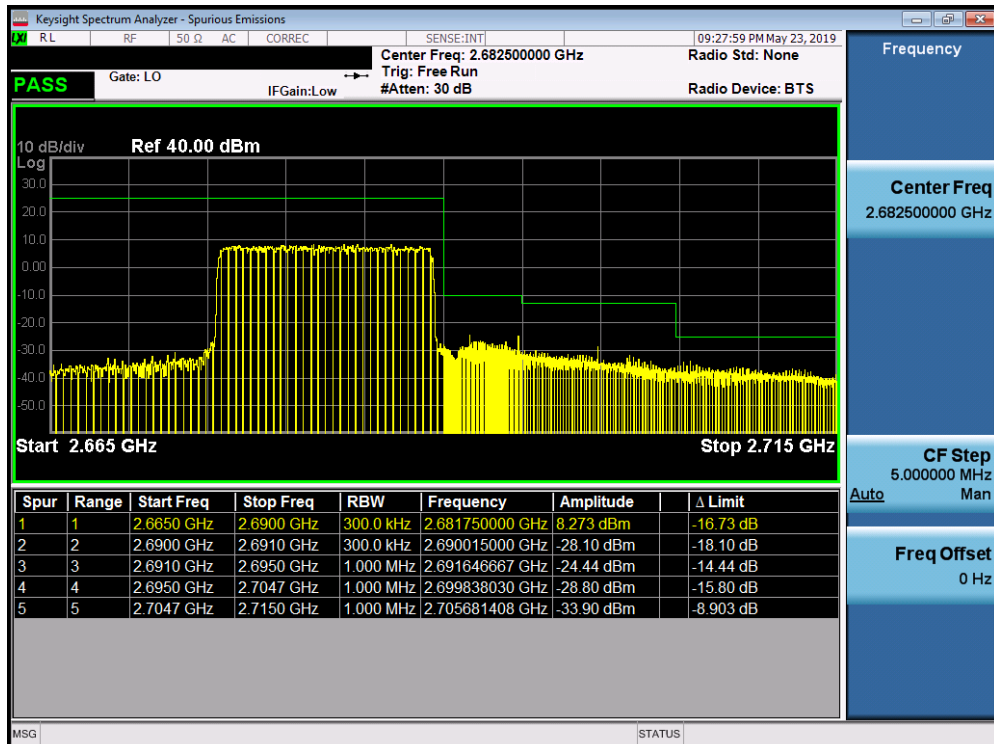 Keysight Spectrum Analyzer - Spurious Emissions
LXI RL RF 50 Ω AC CORREC SENSE:INT 09:27:59 PM May 23, 2019
Center Freq: 2.682500000 GHz Radio Std: None
Gate: LO Trig: Free Run
PASS IFGain:Low #Atten: 30 dB Radio Device: BTS
10 dB/div Ref 40.00 dBm
Log
30.0
20.0
10.0
0.00
-10.0
-20.0
-30.0
-40.0
-50.0
Start 2.665 GHz Stop 2.715 GHz
Spur Range Start Freq Stop Freq RBW Frequency Amplitude Δ Limit
1 1 2.6650 GHz 2.6900 GHz 300.0 kHz 2.681750000 GHz 8.273 dBm -16.73 dB
2 2 2.6900 GHz 2.6910 GHz 300.0 kHz 2.690015000 GHz -28.10 dBm -18.10 dB
3 3 2.6910 GHz 2.6950 GHz 1.000 MHz 2.691646667 GHz -24.44 dBm -14.44 dB
4 4 2.6950 GHz 2.7047 GHz 1.000 MHz 2.699838030 GHz -28.80 dBm -15.80 dB
5 5 2.7047 GHz 2.7150 GHz 1.000 MHz 2.705681408 GHz -33.90 dBm -8.903 dB
Frequency
Center Freq
2.682500000 GHz
CF Step
5.000000 MHz
Auto Man
Freq Offset
0 Hz
MSG STATUS